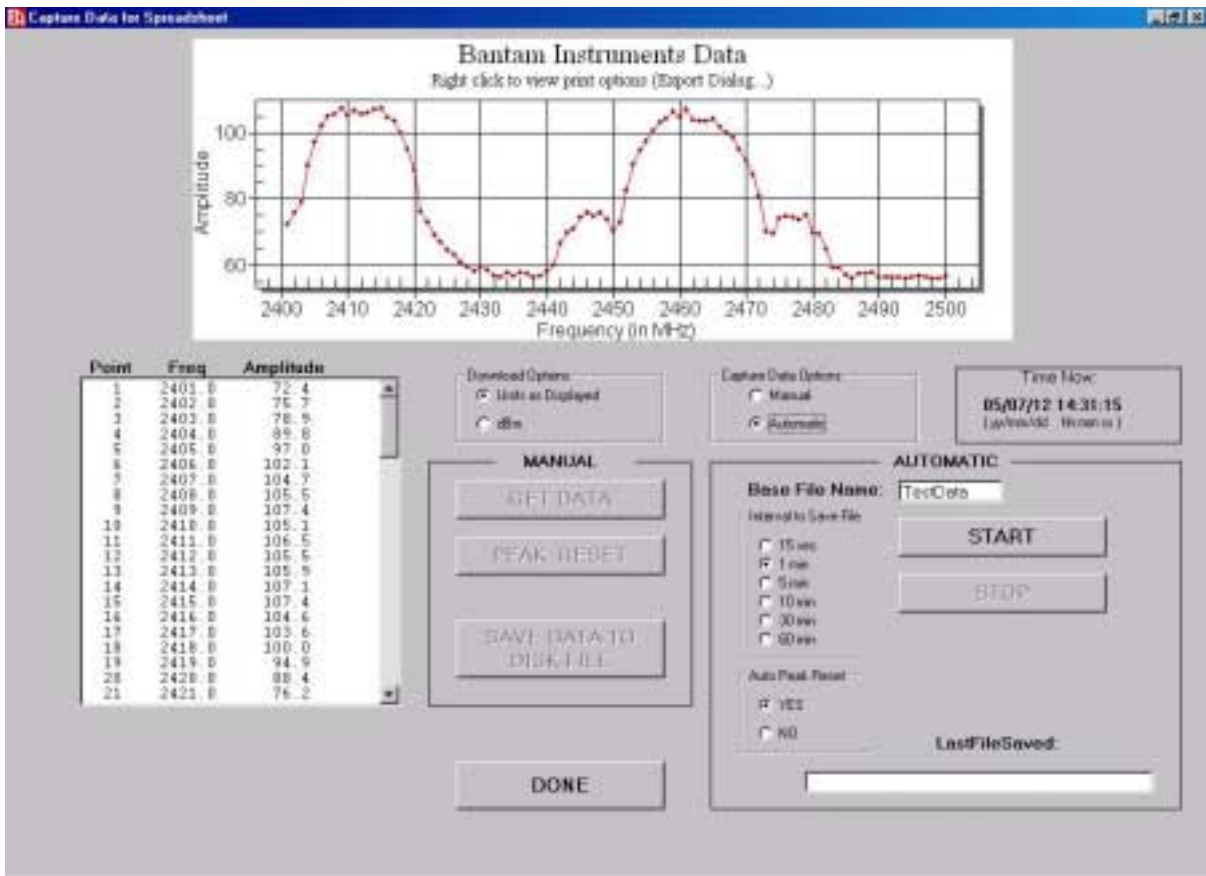 Capture Data for Spreadsheet
Bantam Instruments Data
Right click to view print options (Export Dialog...)
Amplitude
100
80
60
2400 2410 2420 2430 2440 2450 2460 2470 2480 2490 2500
Frequency (in MHz)
Point Freq Amplitude
1 2401.0 72.4
2 2402.0 75.7
3 2403.0 78.9
4 2404.0 89.8
5 2405.0 97.0
6 2406.0 102.1
7 2407.0 104.7
8 2408.0 105.5
9 2409.0 107.4
10 2410.0 105.1
11 2411.0 106.5
12 2412.0 105.5
13 2413.0 105.9
14 2414.0 107.1
15 2415.0 107.4
16 2416.0 104.6
17 2417.0 103.6
18 2418.0 100.0
19 2419.0 94.9
20 2420.0 88.4
21 2421.0 76.2
Download Options
Units as Displayed
dBm
Capture Data Options
Manual
Automatic
Time Now:
05/07/12 14:31:15
(yy/mm/dd hh:mm:ss)
MANUAL
GET DATA
PEAK RESET
SAVE DATA TO
DISK FILE
DONE
AUTOMATIC
Base File Name: TestData
Interval to Save File
15 sec
1 min
5 min
10 min
30 min
60 min
START
STOP
Auto Peak Reset
YES
NO
LastFileSaved: